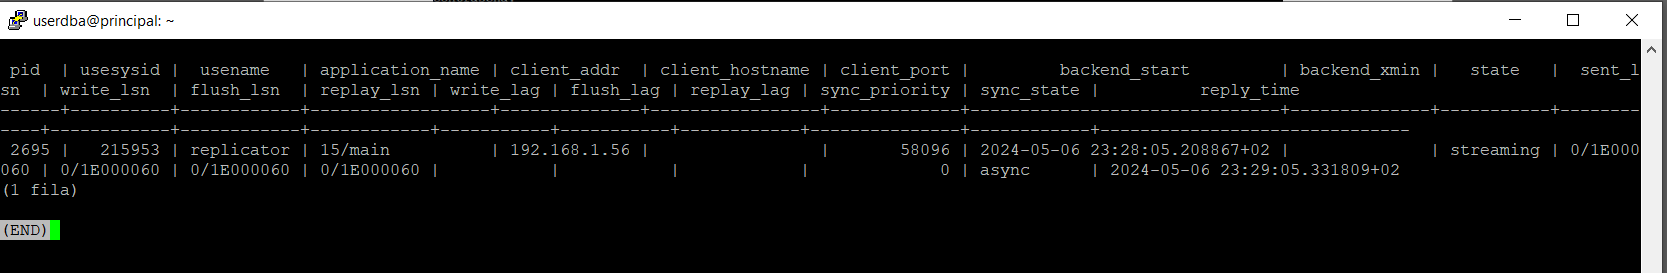 userdba@principal: ~
 pid  | usesysid |  usename   | application_name | client_addr  | client_hostname | client_port |         backend_start         | backend_xmin |   state   |  sent_l
sn  | write_lsn | flush_lsn  | replay_lsn | write_lag | flush_lag | replay_lag | sync_priority | sync_state |          reply_time
------+----------+------------+------------------+--------------+-----------------+-------------+-------------------------------+--------------+-----------+--------
----+-----------+------------+------------+-----------+-----------+------------+---------------+------------+-------------------------------
 2695 |   215953 | replicator | 15/main          | 192.168.1.56 |                 |       58096 | 2024-05-06 23:28:05.208867+02 |              | streaming | 0/1E000
060 | 0/1E000060 | 0/1E000060 | 0/1E000060 |           |           |            |             0 | async      | 2024-05-06 23:29:05.331809+02
(1 fila)
(END)